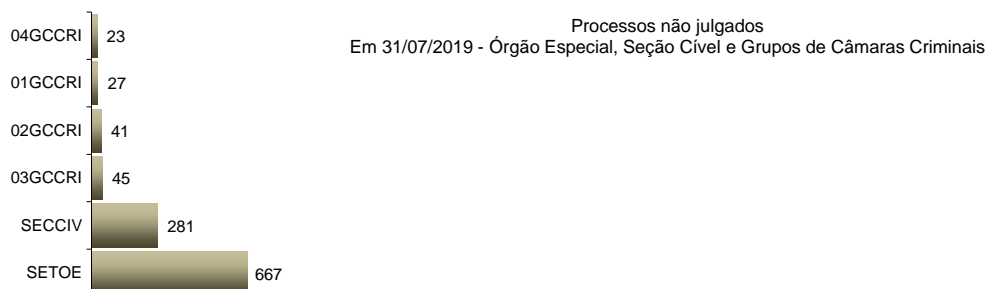 Processos não julgados
Em 31/07/2019 - Órgão Especial, Seção Cível e Grupos de Câmaras Criminais
04GCCRI 23
01GCCRI 27
02GCCRI 41
03GCCRI 45
SECCIV 281
SETOE 667